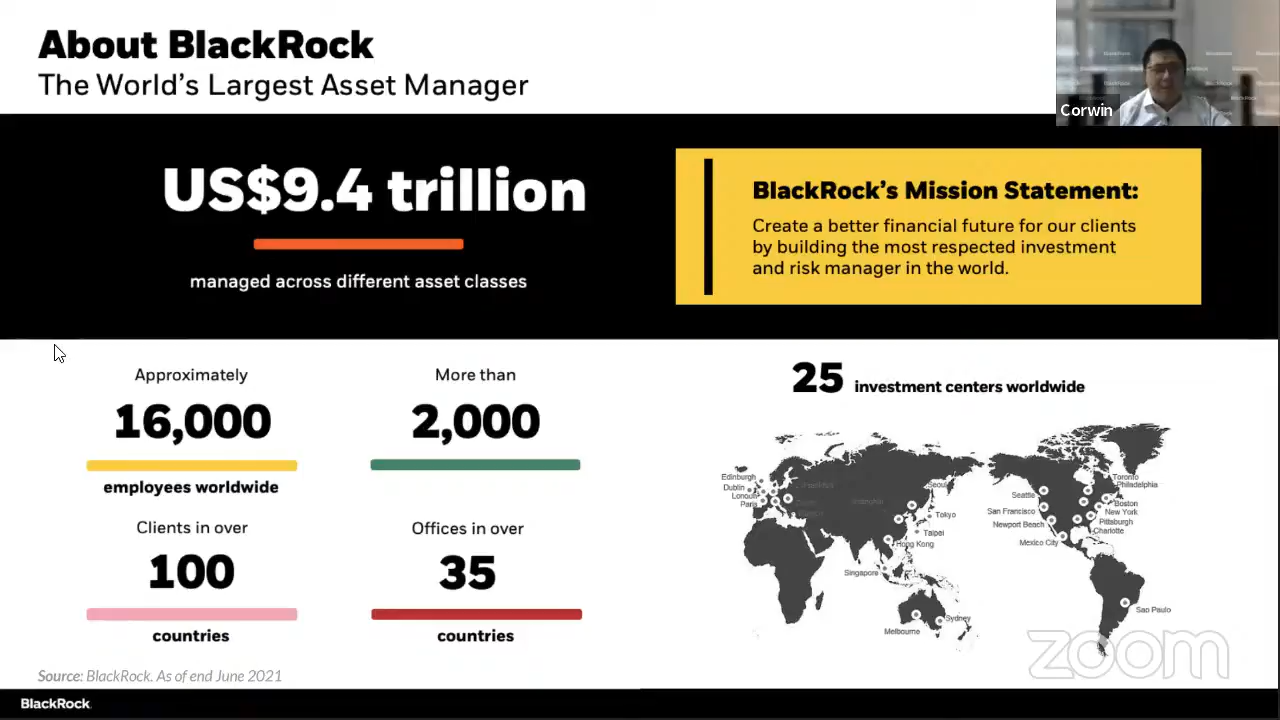 About BlackRock
The World's Largest Asset Manager
Corwin
US$9.4 trillion
managed across different asset classes
BlackRock's Mission Statement:
Create a better financial future for our clients
by building the most respected investment
and risk manager in the world.
Approximately
16,000
employees worldwide
More than
2,000
Clients in over
100
countries
Offices in over
35
countries
25 investment centers worldwide
Edinburgh
Dublin
London
Paris
Frankfurt
Shanghai
Seoul
Tokyo
Taipei
Hong Kong
Singapore
Melbourne
Sydney
Seattle
San Francisco
Newport Beach
Mexico City
Toronto
Philadelphia
Boston
New York
Pittsburgh
Charlotte
Sao Paulo
zoom
Source: BlackRock. As of end June 2021
BlackRock.